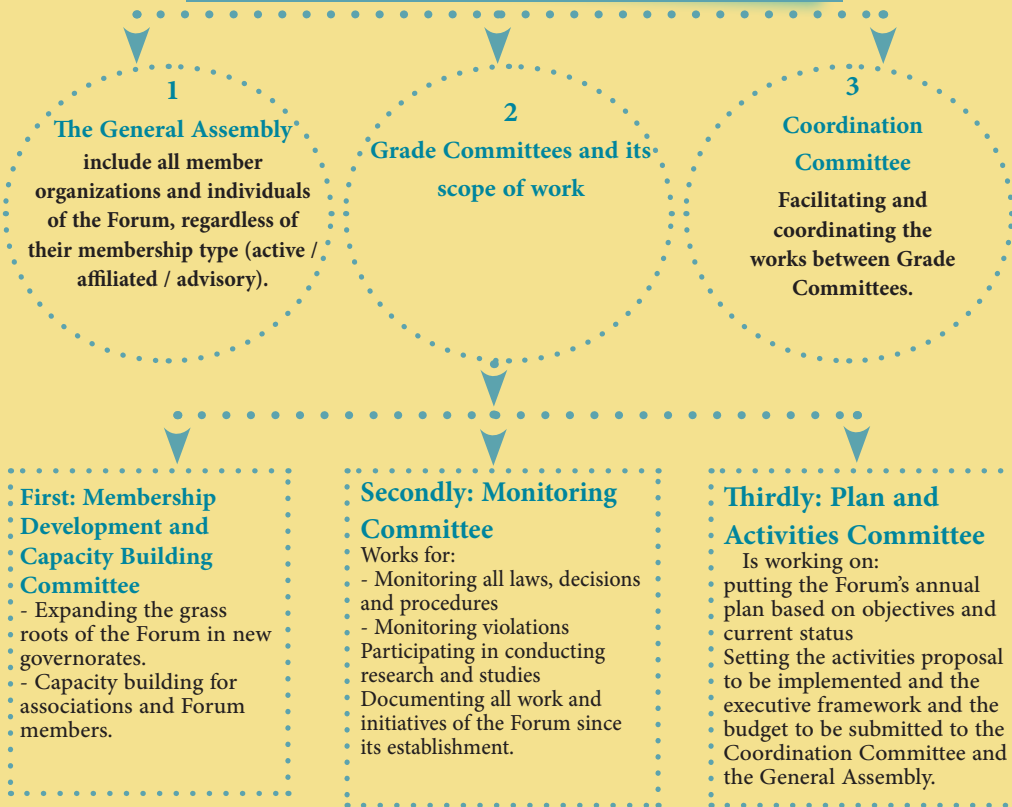 1
The General Assembly
include all member
organizations and individuals
of the Forum, regardless of
their membership type (active /
affiliated / advisory).
2
Grade Committees and its
scope of work
3
Coordination
Committee
Facilitating and
coordinating the
works between Grade
Committees.
First: Membership
Development and
Capacity Building
Committee
- Expanding the grass
roots of the Forum in new
governorates.
- Capacity building for
associations and Forum
members.
Secondly: Monitoring
Committee
Works for:
- Monitoring all laws, decisions
and procedures
- Monitoring violations
Participating in conducting
research and studies
Documenting all work and
initiatives of the Forum since
its establishment.
Thirdly: Plan and
Activities Committee
Is working on:
putting the Forum's annual
plan based on objectives and
current status
Setting the activities proposal
to be implemented and the
executive framework and the
budget to be submitted to the
Coordination Committee and
the General Assembly.